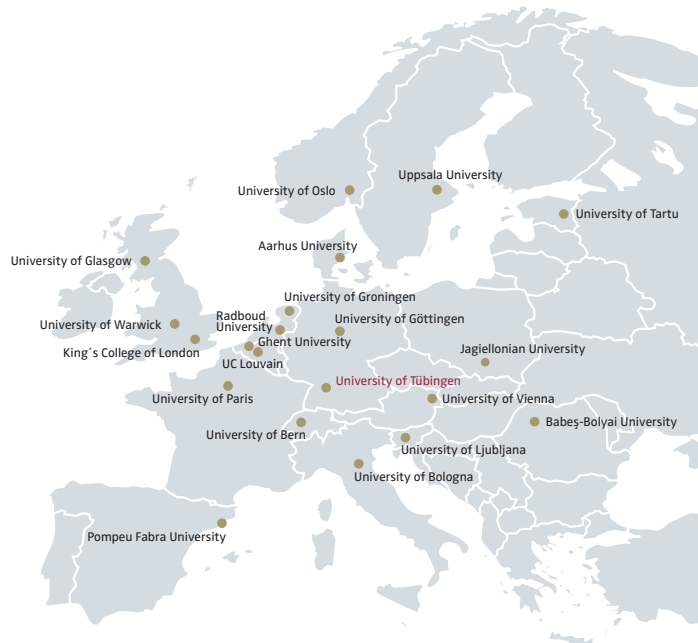 Uppsala University
University of Oslo
University of Tartu
Aarhus University
University of Glasgow
University of Groningen
Radboud
University
University of Göttingen
University of Warwick
Ghent University
King´s College of London
Jagiellonian University
UC Louvain
University of Tübingen
University of Paris
University of Vienna
Babeş-Bolyai University
University of Bern
University of Ljubljana
University of Bologna
Pompeu Fabra University